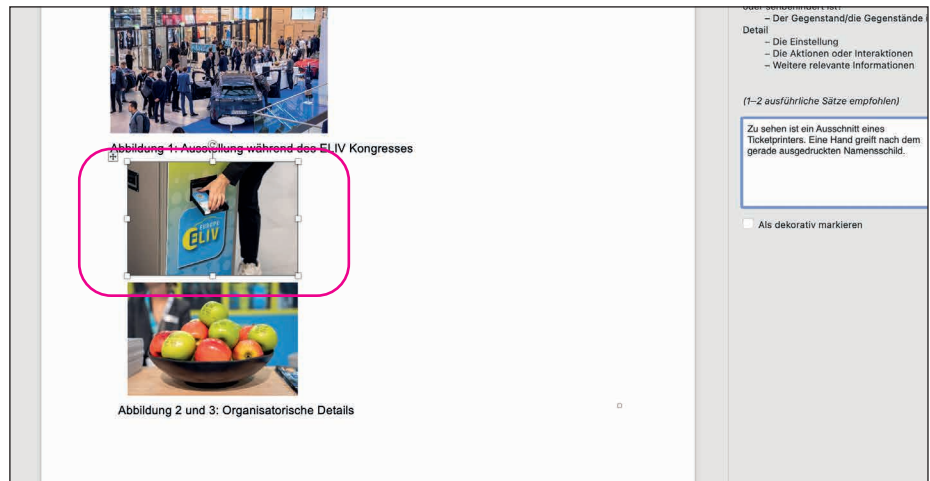 – Der Gegenstand/die Gegenstände
Detail
– Die Einstellung
– Die Aktionen oder Interaktionen
– Weitere relevante Informationen
(1–2 ausführliche Sätze empfohlen)
Zu sehen ist ein Ausschnitt eines
Ticketprinters. Eine Hand greift nach dem
gerade ausgedruckten Namensschild.
Als dekorativ markieren
Abbildung 1: Ausstellung während des ELIV Kongresses
EUROPE
ELIV
Abbildung 2 und 3: Organisatorische Details